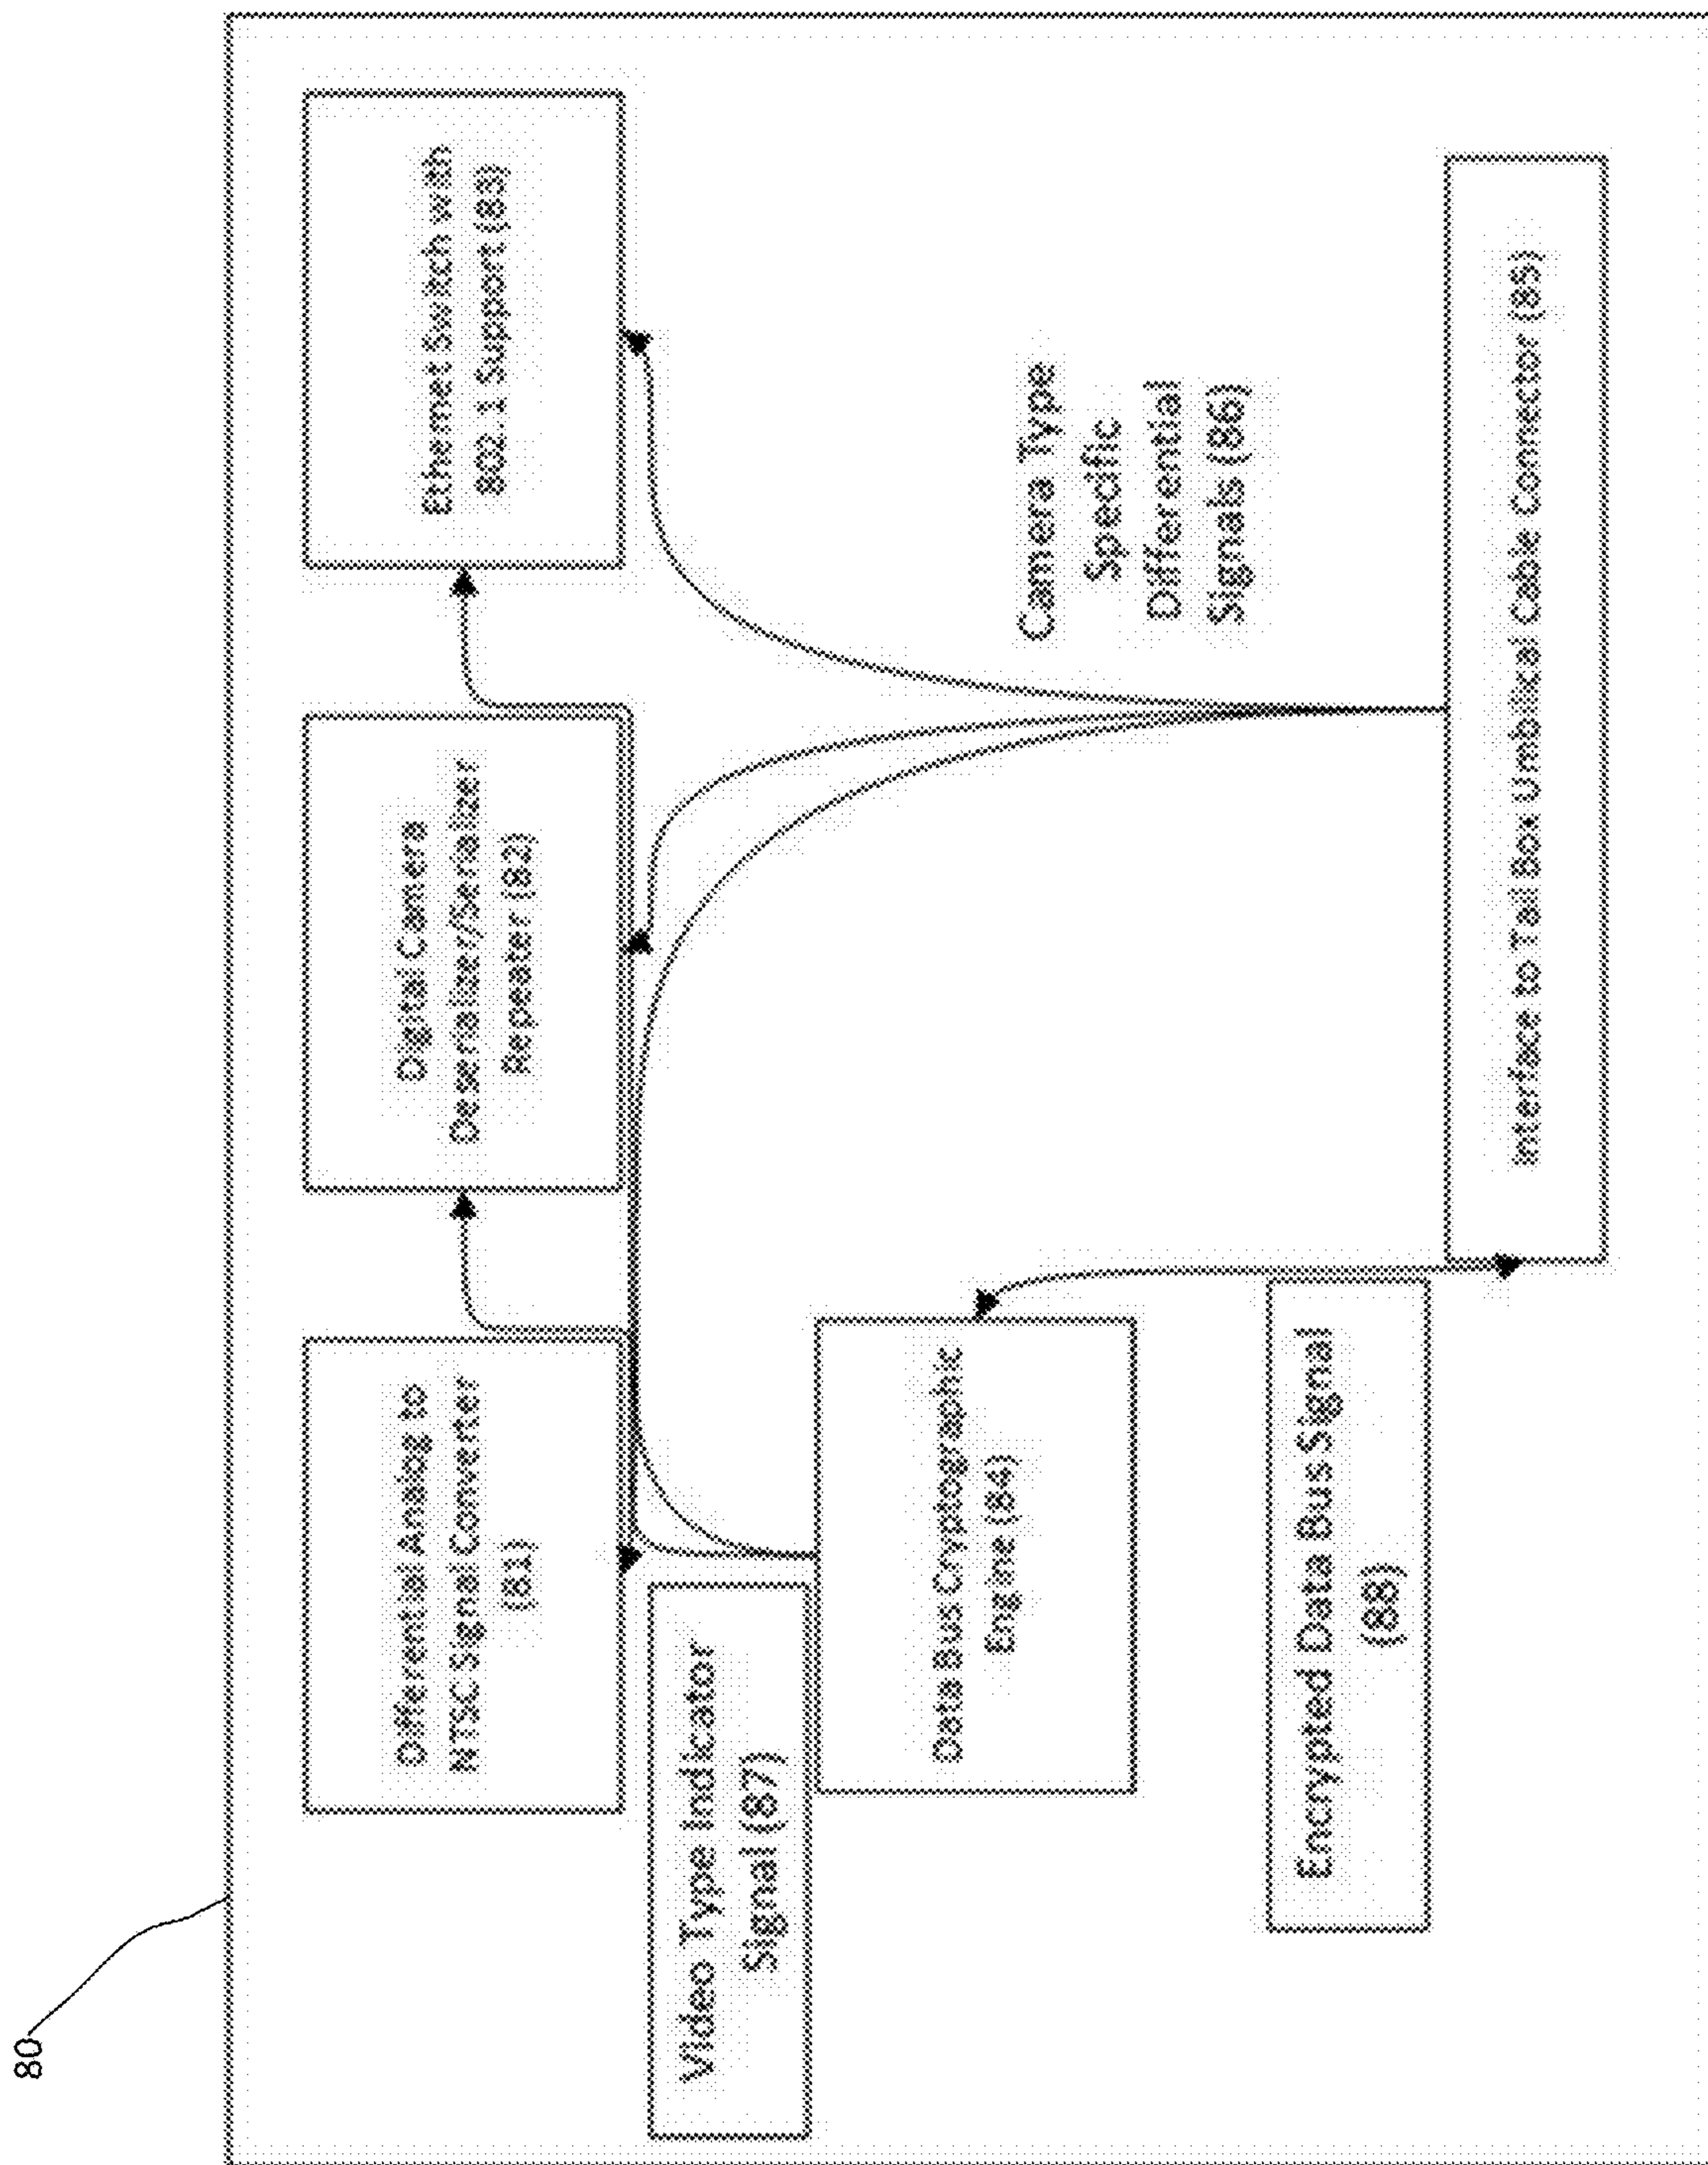 80
Differential Analog to
NTSC Signal Converter
(81)
Digital Camera
Deserializer/Serializer
Repeater (82)
Ethernet Switch with
802.1 Support (83)
Video Type Indicator
Signal (87)
Data Bus Cryptographic
Engine (84)
Camera Type
Specific
Differential
Signals (86)
Encrypted Data Bus Signal
(88)
Interface to Tail Box Umbilical Cable Connector (85)